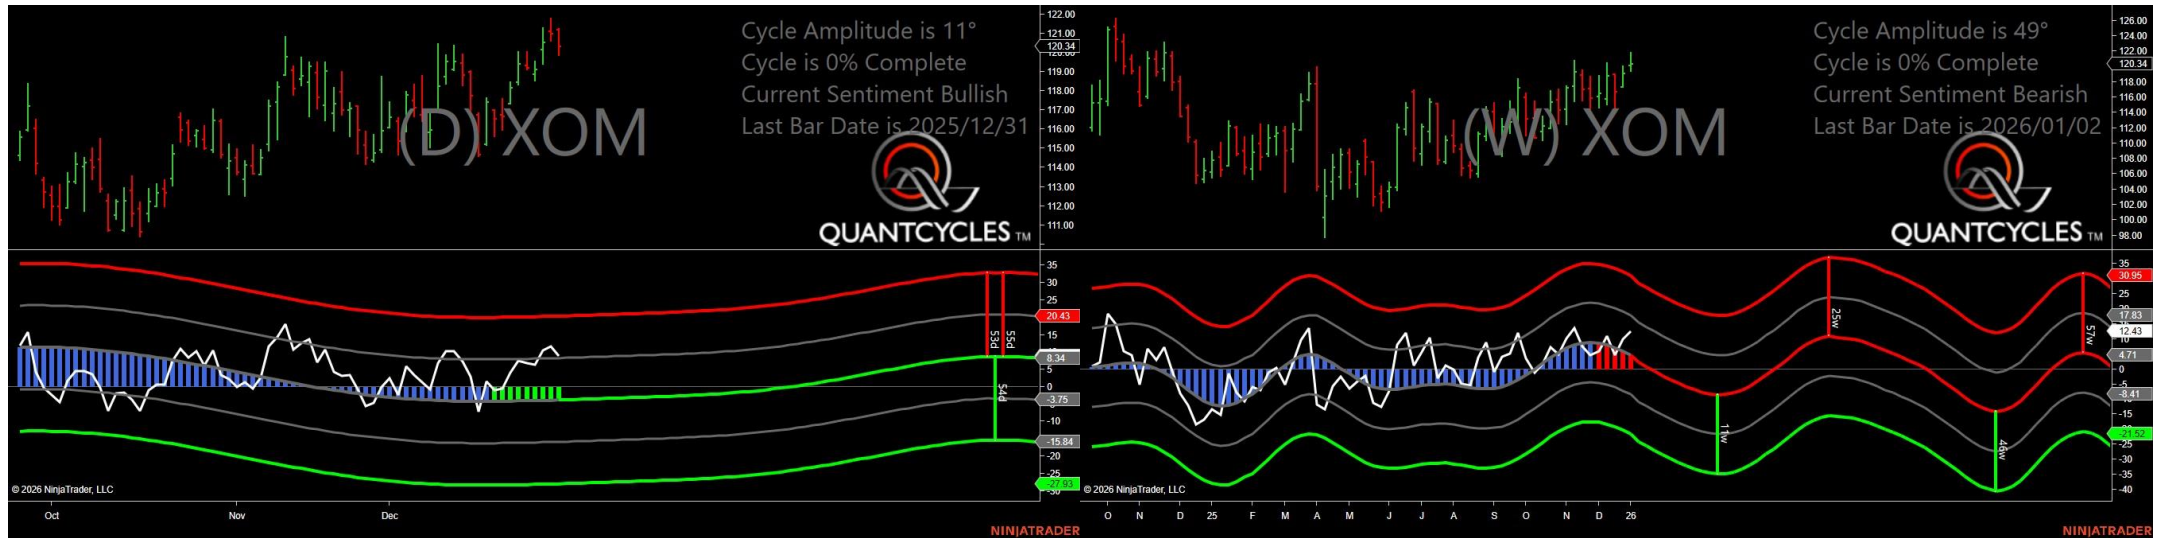 Cycle Amplitude is 11°
Cycle is 0% Complete
Current Sentiment Bullish
Last Bar Date is 2025/12/31
(D) XOM
QUANTCYCLES TM
122.00
121.00
120.34
119.00
118.00
117.00
116.00
115.00
114.00
113.00
112.00
111.00
35
30
25
20.43
15
8.34
5
0
-3.75
-10
-15.84
-20
-25
-27.93
-30
53d
55d
54d
© 2026 NinjaTrader, LLC
Oct Nov Dec
NINJATRADER
Cycle Amplitude is 49°
Cycle is 0% Complete
Current Sentiment Bearish
Last Bar Date is 2026/01/02
(W) XOM
QUANTCYCLES TM
126.00
124.00
122.00
120.34
118.00
116.00
114.00
112.00
110.00
108.00
106.00
104.00
102.00
100.00
98.00
35
30.95
25
17.83
12.43
10
4.71
0
-5
-8.41
-15
-21.52
-25
-30
-35
-40
25w
57w
11w
46w
© 2026 NinjaTrader, LLC
O N D 25 F M A M J J A S O N D 26
NINJATRADER